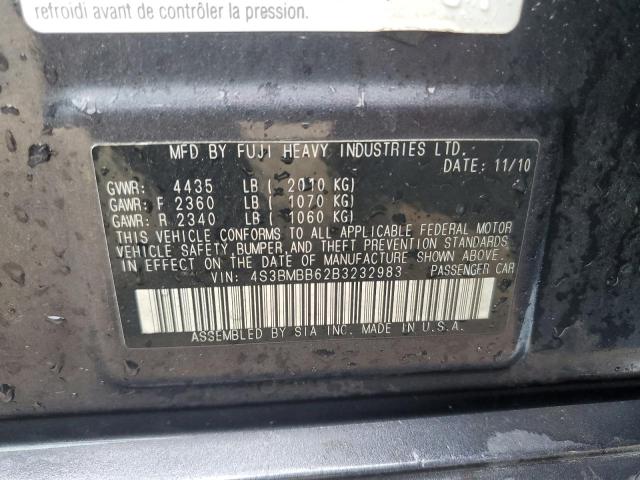 refroidi avant de contrôler la pression.
MFD BY FUJI HEAVY INDUSTRIES LTD.
DATE: 11/10
GVWR: 4435 LB ( 2010 KG)
GAWR: F 2360 LB ( 1070 KG)
GAWR: R 2340 LB ( 1060 KG)
THIS VEHICLE CONFORMS TO ALL APPLICABLE FEDERAL MOTOR
VEHICLE SAFETY, BUMPER, AND THEFT PREVENTION STANDARDS
IN EFFECT ON THE DATE OF MANUFACTURE SHOWN ABOVE.
VIN: 4S3BMBB62B3232983 PASSENGER CAR
ASSEMBLED BY SIA INC. MADE IN U.S.A.